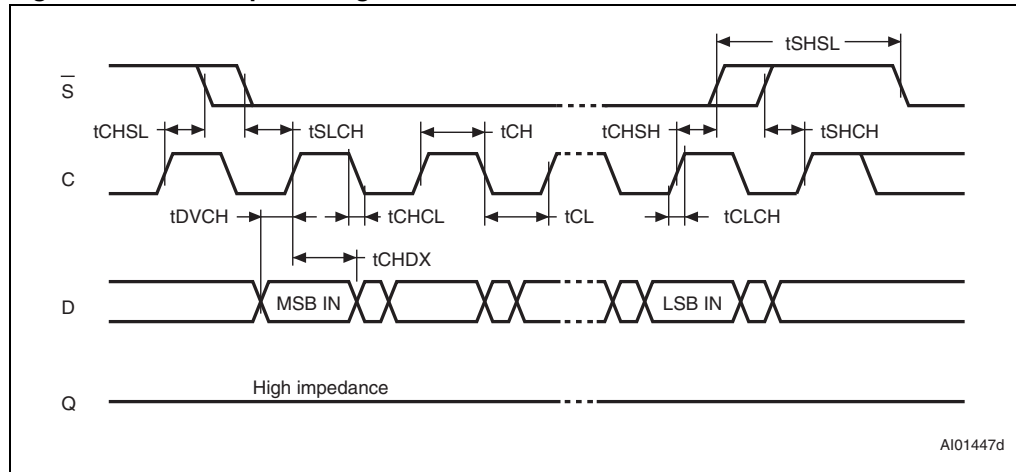 tSHSL
S
tCHSL
tSLCH
tCH
tCHSH
tSHCH
C
tDVCH
tCHCL
tCL
tCLCH
tCHDX
D
MSB IN
LSB IN
High impedance
Q
AI01447d